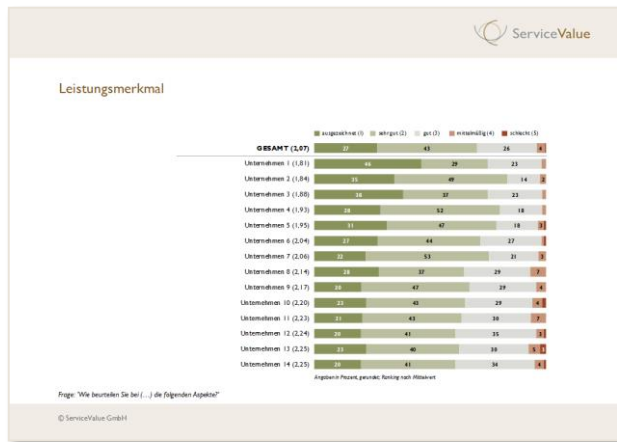 ServiceValue
Leistungsmerkmal
ausgezeichnet (1) sehr gut (2) gut (3) mittelmäßig (4) schlecht (5)
GESAMT (2,07) 27 43 26 4
Unternehmen 1 (1,81) 46 29 23
Unternehmen 2 (1,84) 35 49 14 2
Unternehmen 3 (1,88) 38 37 23
Unternehmen 4 (1,93) 28 52 18
Unternehmen 5 (1,95) 31 47 18 3
Unternehmen 6 (2,04) 27 44 27
Unternehmen 7 (2,06) 22 53 21 3
Unternehmen 8 (2,14) 28 37 29 7
Unternehmen 9 (2,17) 20 47 29 4
Unternehmen 10 (2,20) 23 43 29 4
Unternehmen 11 (2,23) 21 43 30 7
Unternehmen 12 (2,24) 20 41 35 3
Unternehmen 13 (2,25) 23 40 30 5 3
Unternehmen 14 (2,25) 20 41 34 4
Angaben in Prozent, gerundet; Ranking nach Mittelwert
Frage: "Wie beurteilen Sie bei (…) die folgenden Aspekte?"
© ServiceValue GmbH